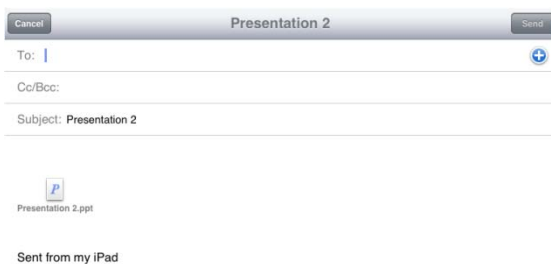 Cancel Presentation 2 Send
To:
Cc/Bcc:
Subject: Presentation 2
P
Presentation 2.ppt
Sent from my iPad